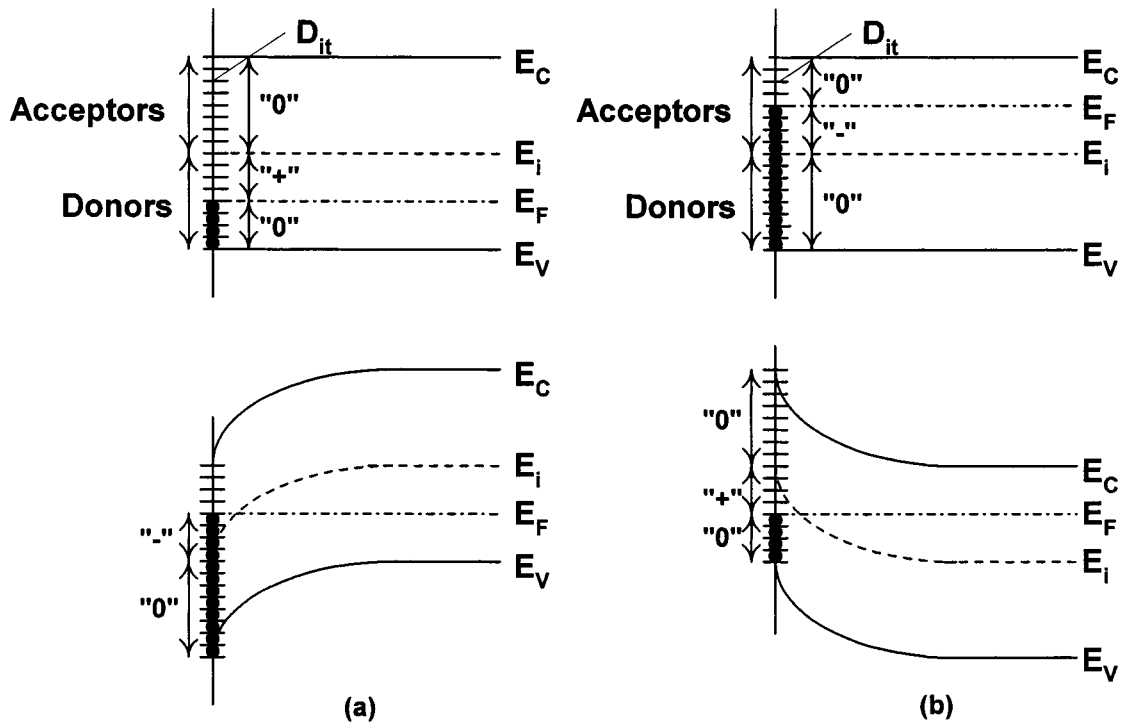 D_it
E_C
"0"
Acceptors
E_i
"+"
Donors
E_F
"0"
E_V
D_it
E_C
"0"
E_F
Acceptors
"-"
E_i
Donors
"0"
E_V
E_C
E_i
E_F
"-"
E_V
"0"
(a)
"0"
E_C
"+"
E_F
"0"
E_i
E_V
(b)